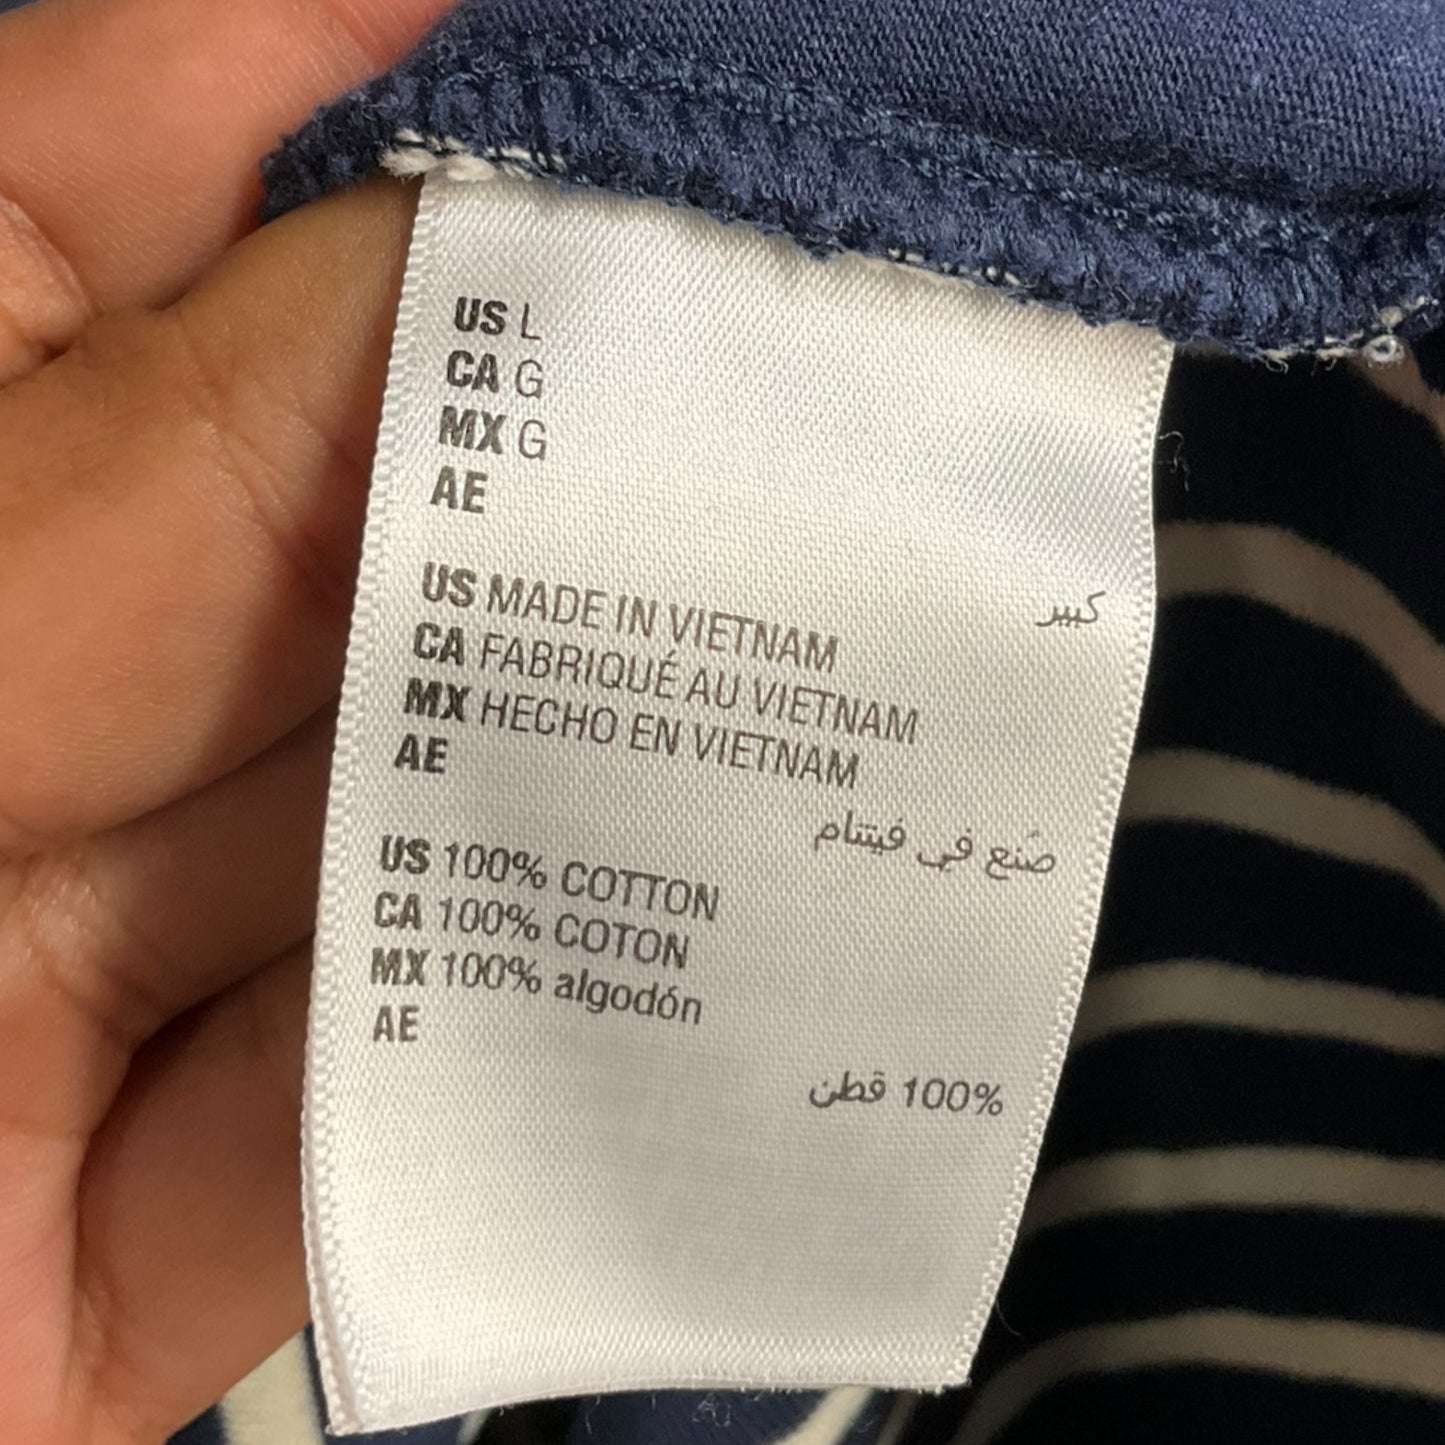 US L
CA G
MX G
AE
كبير
US MADE IN VIETNAM
CA FABRIQUÉ AU VIETNAM
MX HECHO EN VIETNAM
AE
صُنع في فيتنام
US 100% COTTON
CA 100% COTON
MX 100% algodón
AE
100% قطن